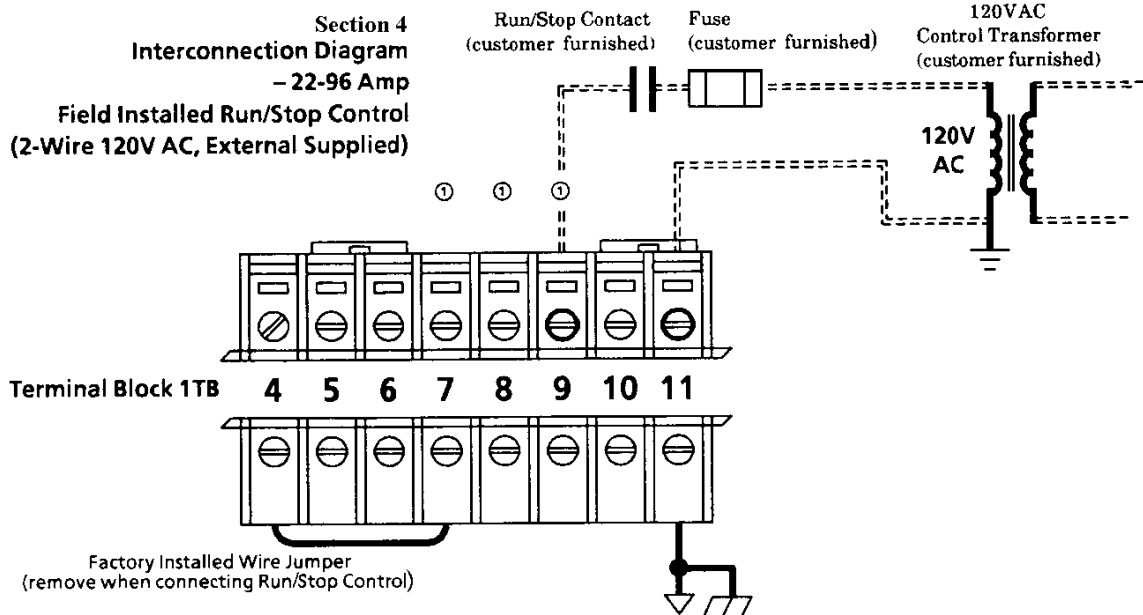 Section 4
Interconnection Diagram
– 22-96 Amp
Field Installed Run/Stop Control
(2-Wire 120V AC, External Supplied)
Run/Stop Contact
(customer furnished)
Fuse
(customer furnished)
120VAC
Control Transformer
(customer furnished)
120V
AC
① ① ①
Terminal Block 1TB 4 5 6 7 8 9 10 11
Factory Installed Wire Jumper
(remove when connecting Run/Stop Control)